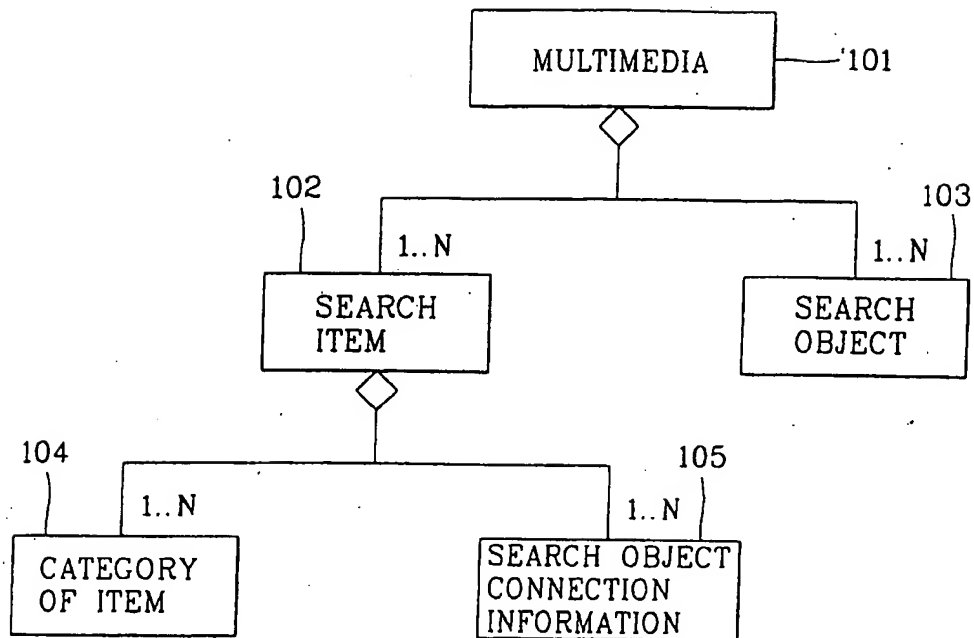 MULTIMEDIA
101
102
103
1..N
1..N
SEARCH
ITEM
SEARCH
OBJECT
104
105
1..N
1..N
CATEGORY
OF ITEM
SEARCH OBJECT
CONNECTION
INFORMATION